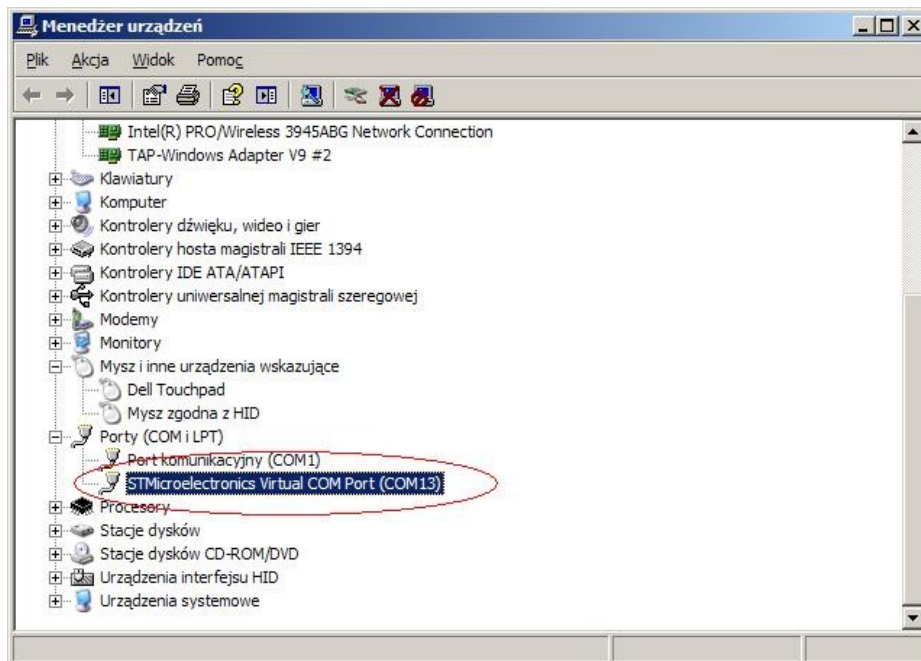 Menedżer urządzeń
Plik Akcja Widok Pomoc
Intel(R) PRO/Wireless 3945ABG Network Connection
TAP-Windows Adapter V9 #2
Klawiatury
Komputer
Kontrolery dźwięku, wideo i gier
Kontrolery hosta magistrali IEEE 1394
Kontrolery IDE ATA/ATAPI
Kontrolery uniwersalnej magistrali szeregowej
Modemy
Monitory
Mysz i inne urządzenia wskazujące
Dell Touchpad
Mysz zgodna z HID
Porty (COM i LPT)
Port komunikacyjny (COM1)
STMicroelectronics Virtual COM Port (COM13)
Procesory
Stacje dysków
Stacje dysków CD-ROM/DVD
Urządzenia interfejsu HID
Urządzenia systemowe